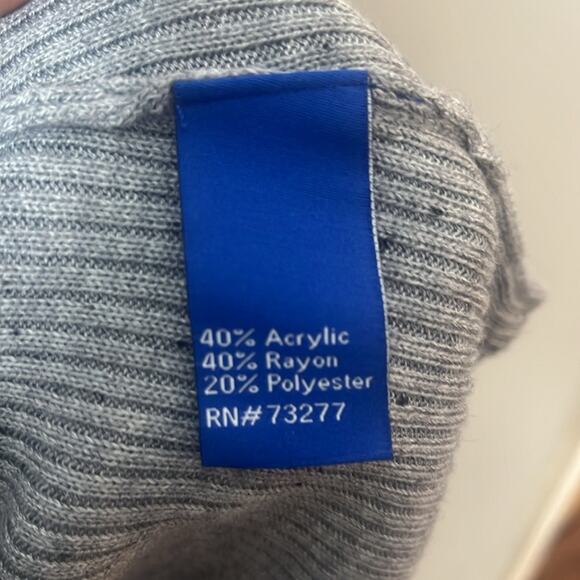 40% Acrylic
40% Rayon
20% Polyester
RN# 73277